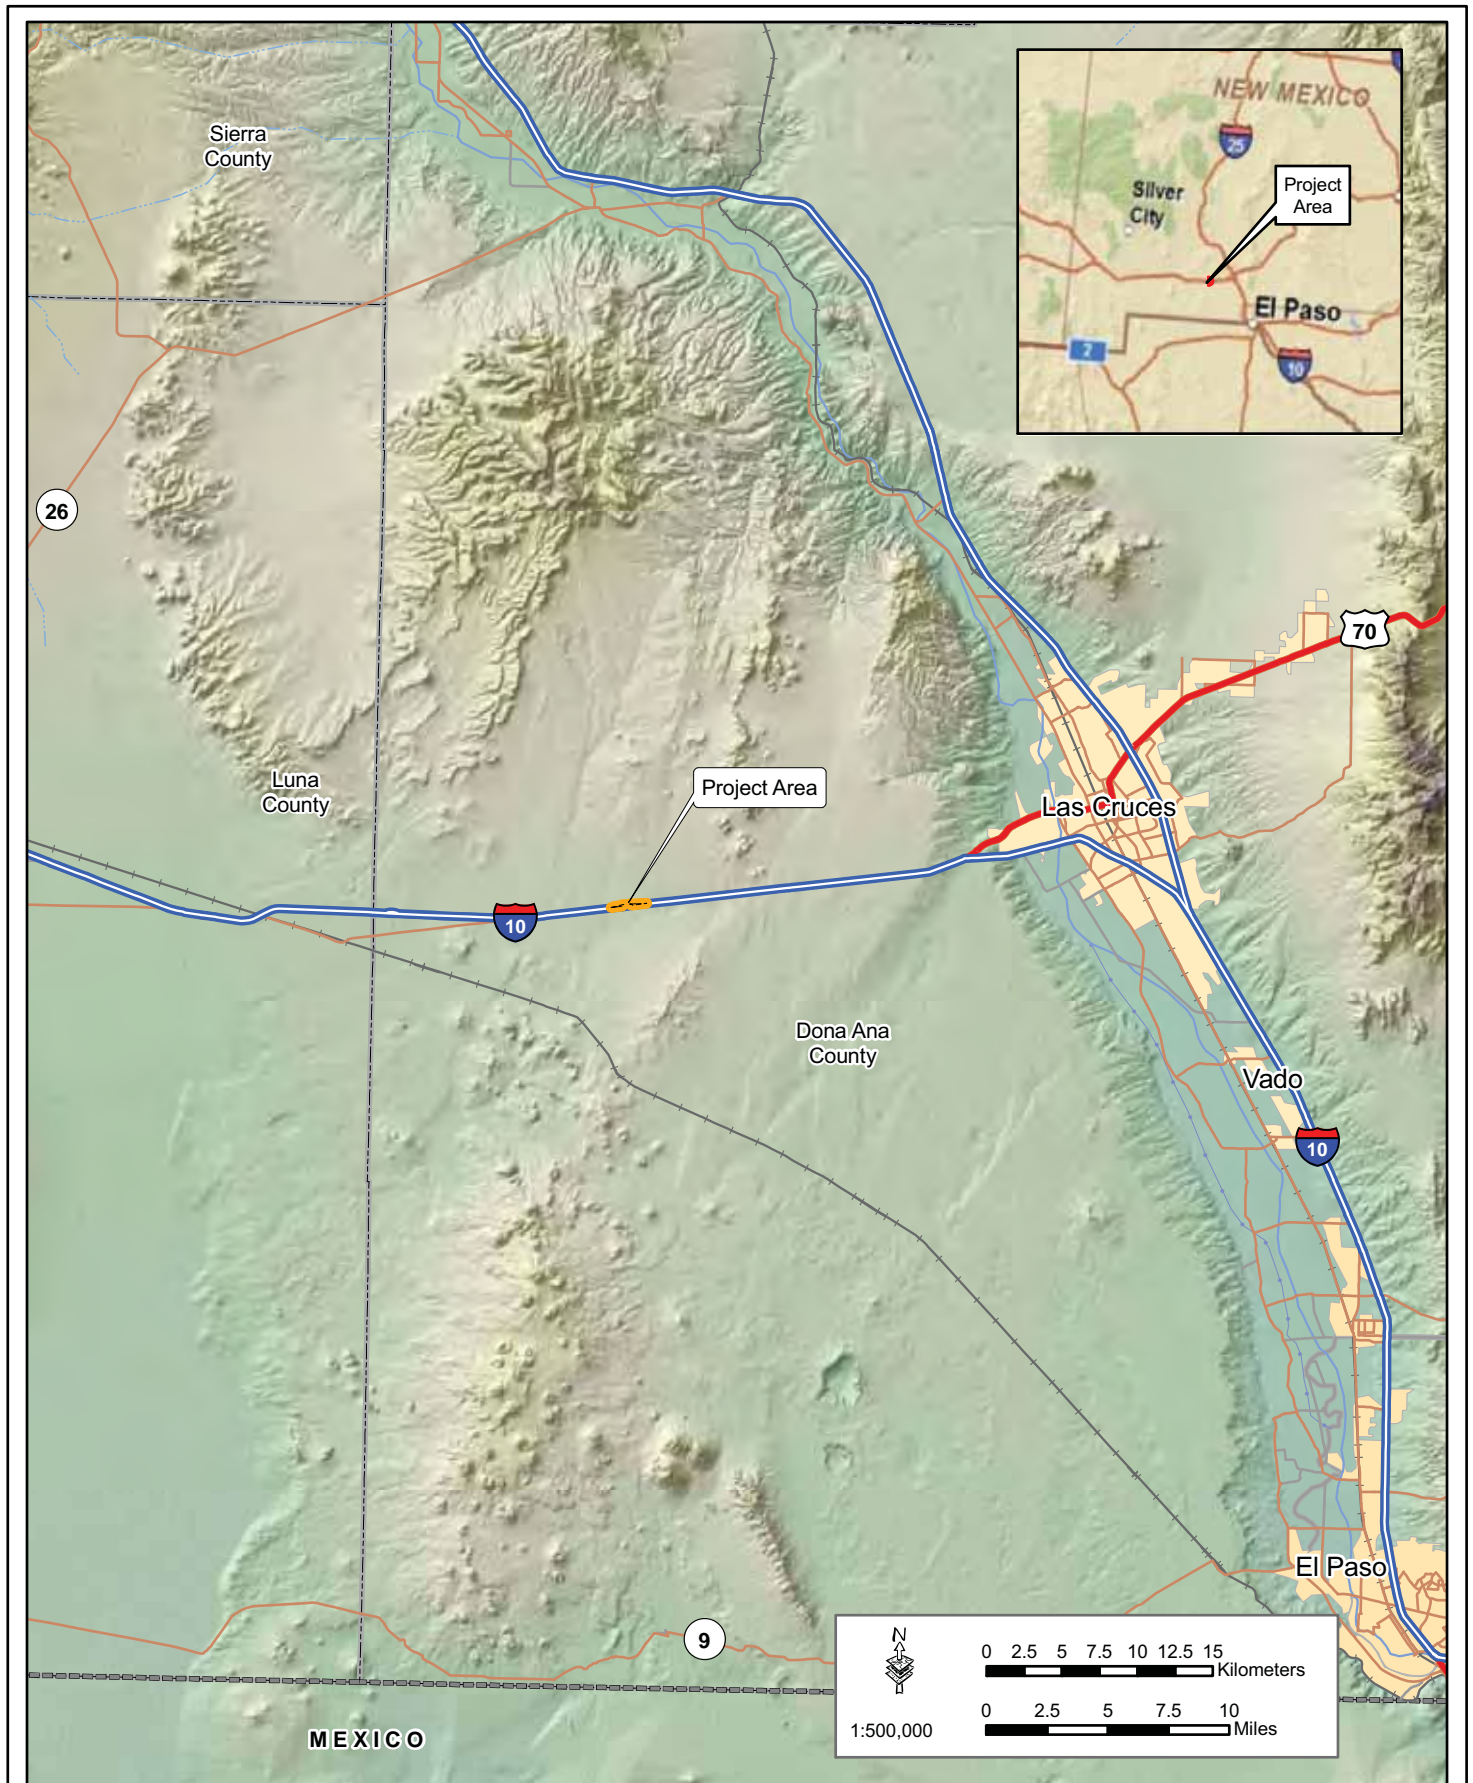 NEW MEXICO
25
Silver
City
Project
Area
El Paso
2
10
Sierra
County
26
70
Luna
County
Project Area
Las Cruces
10
Dona Ana
County
Vado
10
El Paso
9
MEXICO
N
1:500,000
0 2.5 5 7.5 10 12.5 15
Kilometers
0 2.5 5 7.5 10
Miles